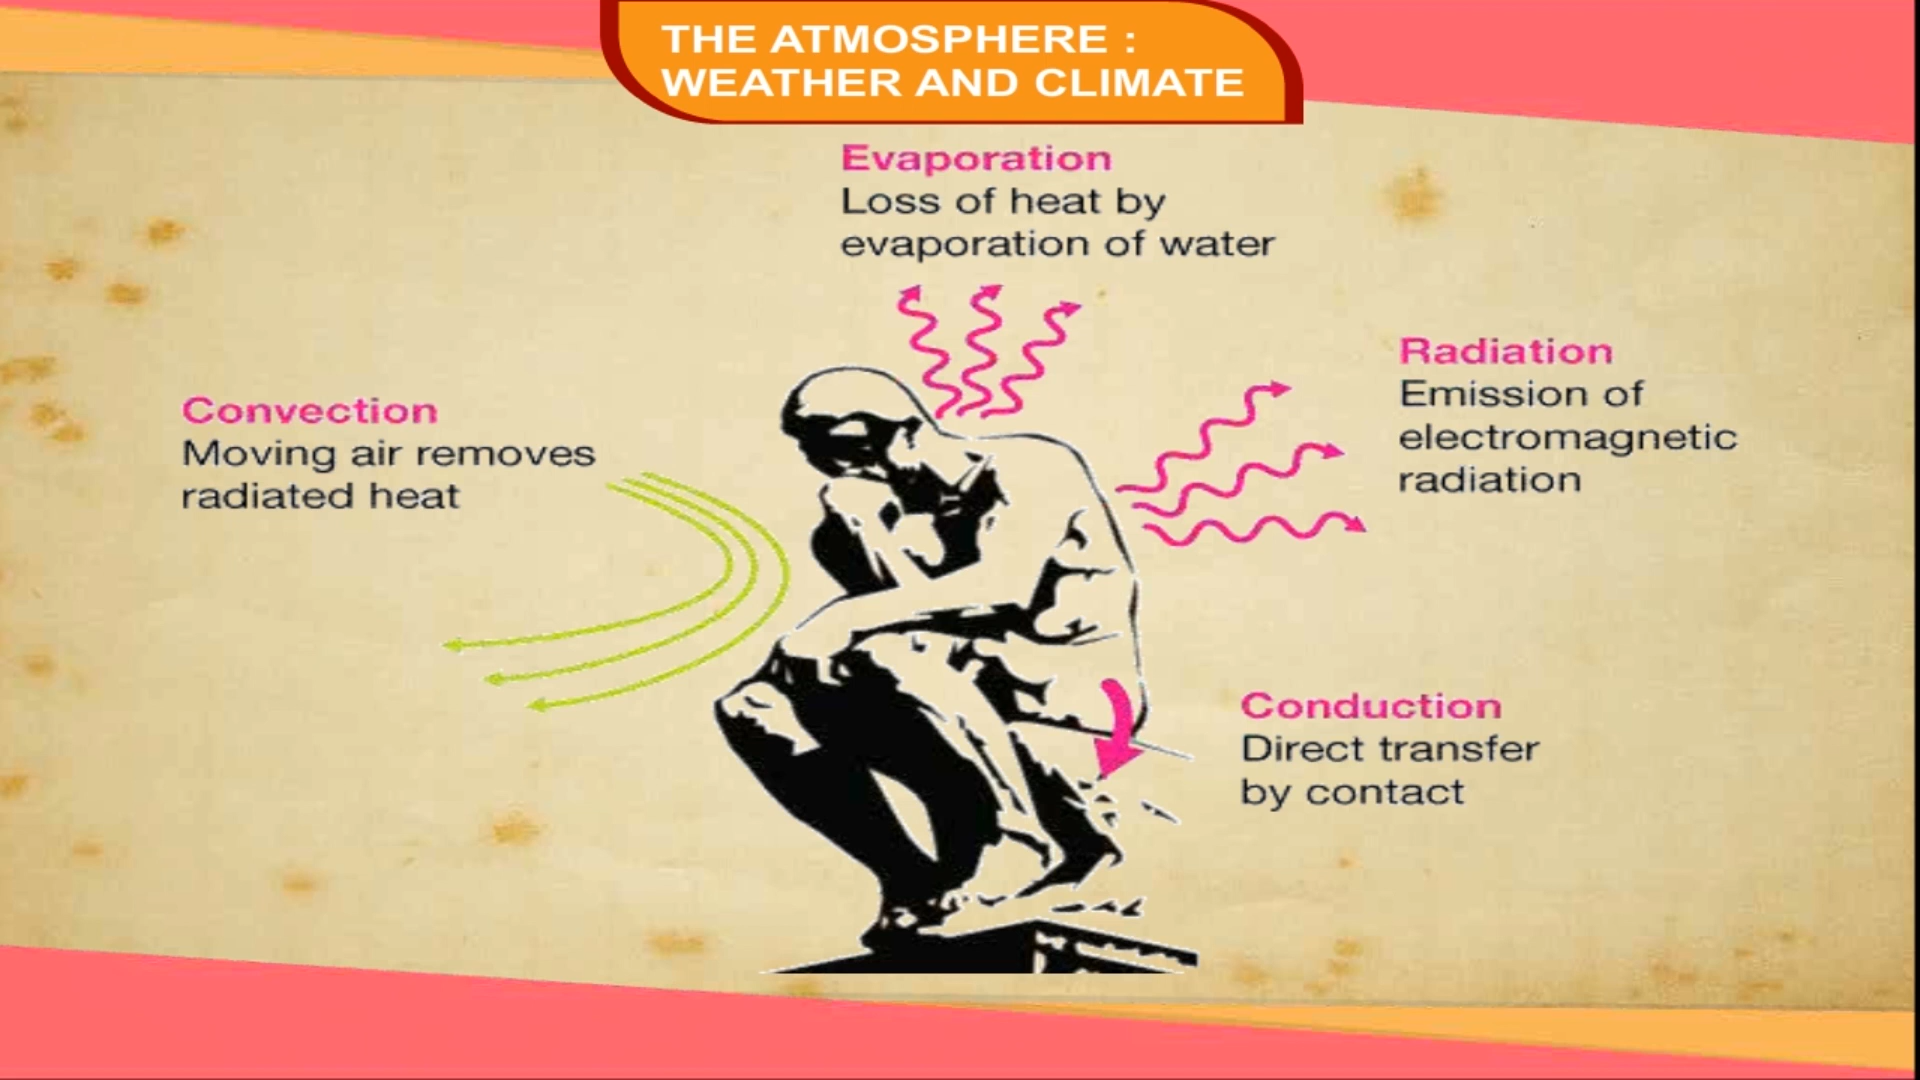 THE ATMOSPHERE :
WEATHER AND CLIMATE
Evaporation
Loss of heat by
evaporation of water
Radiation
Emission of
electromagnetic
radiation
Convection
Moving air removes
radiated heat
Conduction
Direct transfer
by contact